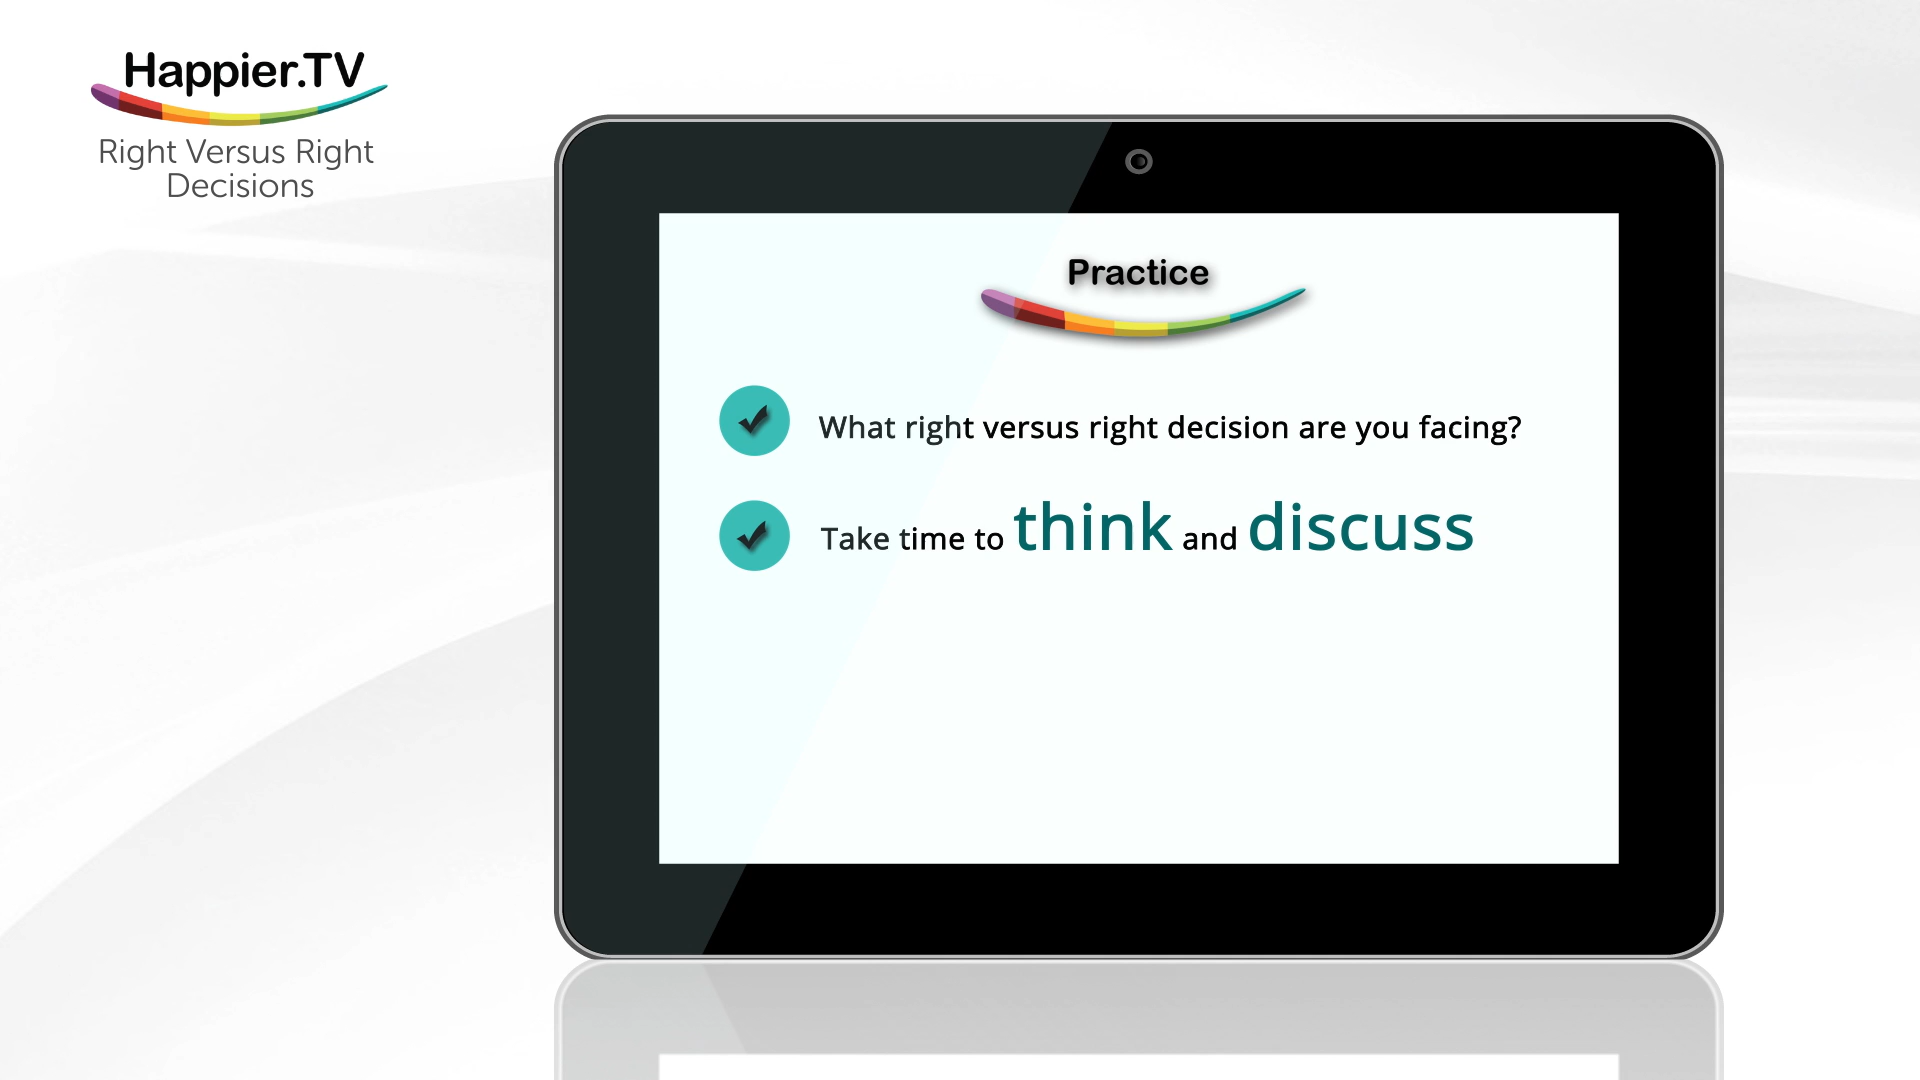 Happier.TV
Right Versus Right
Decisions
Practice
What right versus right decision are you facing?
Take time to think and discuss